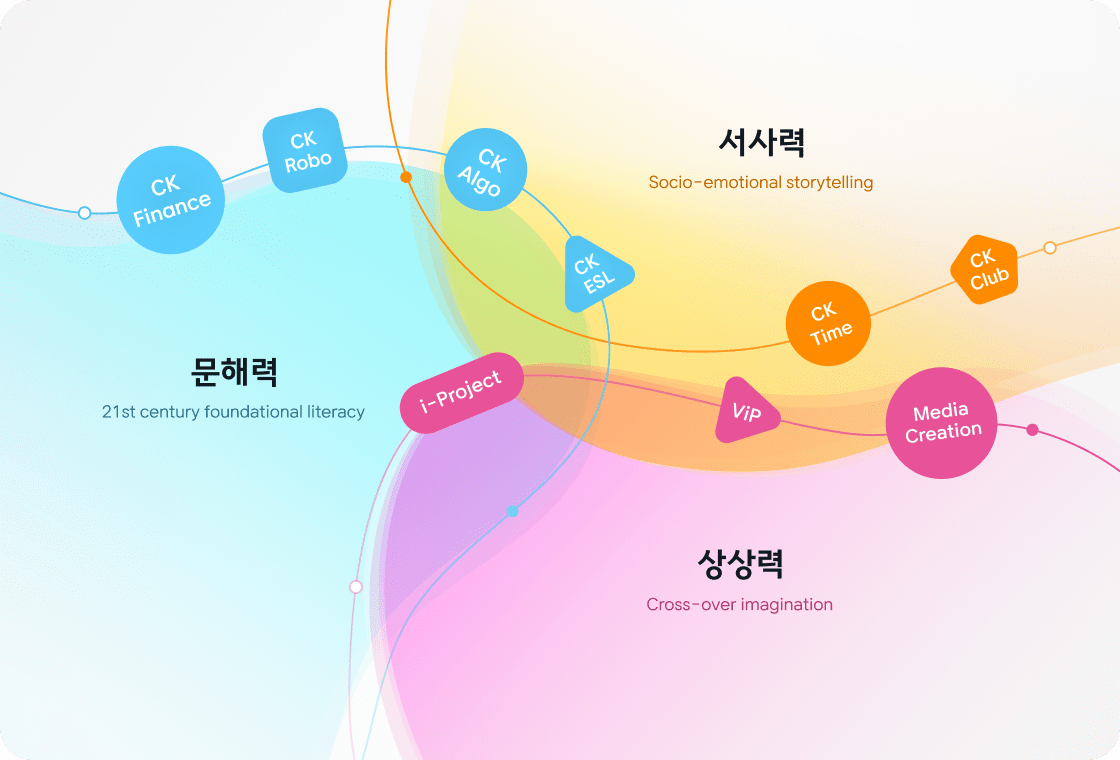 서사력
Socio-emotional storytelling
CK
Robo
CK
Algo
CK
Finance
CK
ESL
CK
Club
CK
Time
문해력
21st century foundational literacy
i-Project
ViP
Media
Creation
상상력
Cross-over imagination